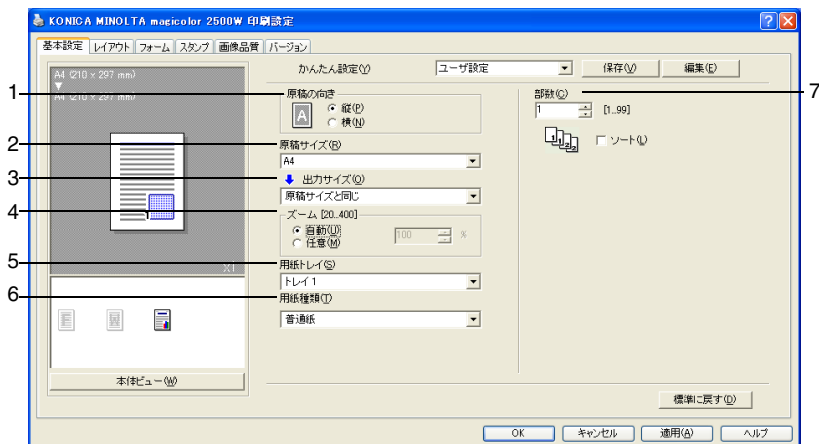 KONICA MINOLTA magicolor 2500W 印刷設定
基本設定 レイアウト フォーム スタンプ 画像品質 バージョン
A4 (210 x 297 mm)
A4 (210 x 297 mm)
x1
かんたん設定(Y) ユーザ設定 保存(V) 編集(E)
1 原稿の向き
A 縦(P)
横(N)
2 原稿サイズ(R)
A4
3 出力サイズ(O)
原稿サイズと同じ
4 ズーム [20..400]
自動(U) 100 %
任意(M)
5 用紙トレイ(S)
トレイ 1
6 用紙種類(T)
普通紙
部数(C) 7
1 [1..99]
1 1 2 2 ソート(L)
本体ビュー(W)
標準に戻す(D)
OK キャンセル 適用(A) ヘルプ